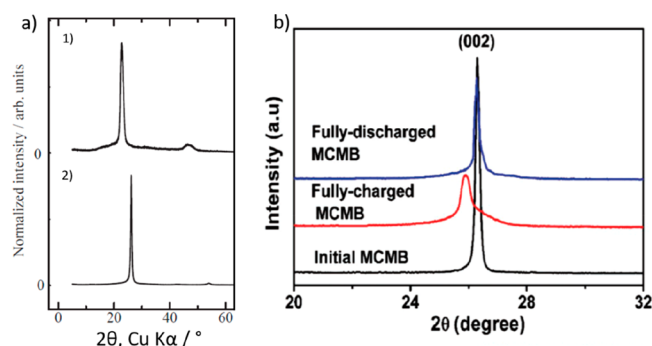 a)
1)
2)
Normalized intensity / arb. units
0
0
0 20 40 60
2θ, Cu Kα / °
b)
(002)
Fully-discharged
MCMB
Fully-charged
MCMB
Initial MCMB
Intensity (a.u)
20 24 28 32
2θ (degree)